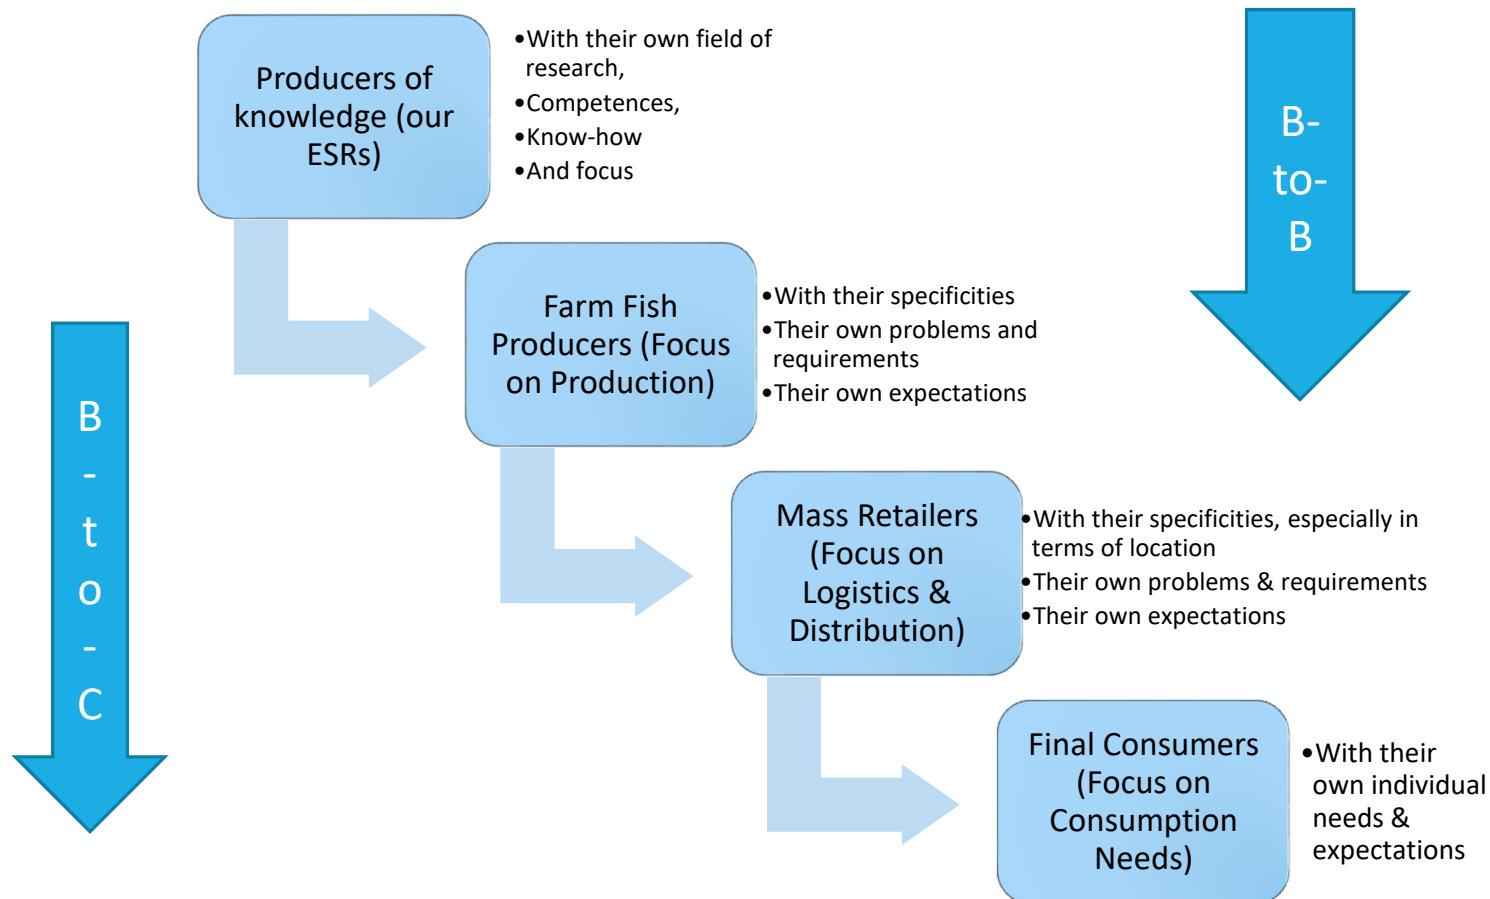 Producers of
knowledge (our
ESRs)
•With their own field of
research,
•Competences,
•Know-how
•And focus
B-
to-
B
Farm Fish
Producers (Focus
on Production)
•With their specificities
•Their own problems and
requirements
•Their own expectations
B
-
t
o
-
C
Mass Retailers
(Focus on
Logistics &
Distribution)
•With their specificities, especially in
terms of location
•Their own problems & requirements
•Their own expectations
Final Consumers
(Focus on
Consumption
Needs)
•With their
own individual
needs &
expectations